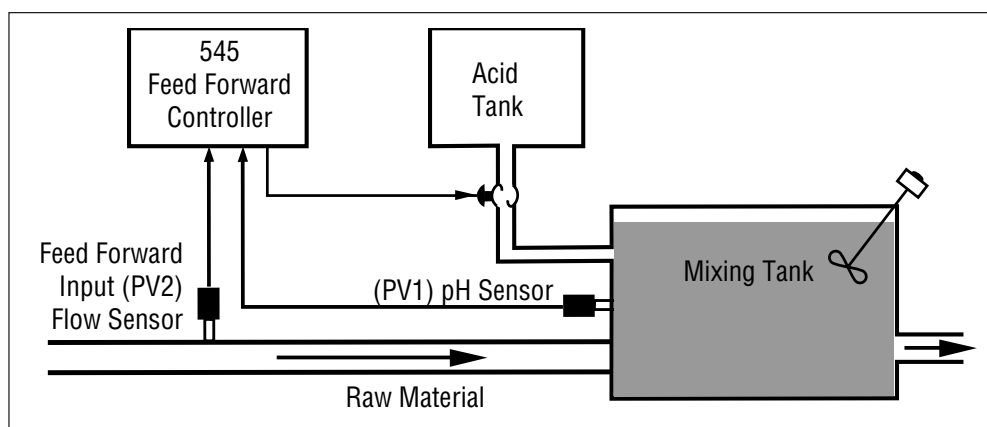 545
Feed Forward
Controller
Acid
Tank
Feed Forward
Input (PV2)
Flow Sensor
(PV1) pH Sensor
Mixing Tank
Raw Material